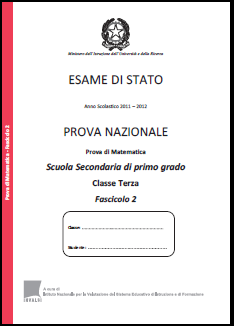 Ministero dell'Istruzione dell'Università e della Ricerca
ESAME DI STATO
Anno Scolastico 2011 – 2012
PROVA NAZIONALE
Prova di Matematica
Scuola Secondaria di primo grado
Classe Terza
Fascicolo 2
Classe: ................................
Studente: ................................
A cura di
Istituto Nazionale per la Valutazione del Sistema Educativo di Istruzione e di Formazione
INVALSI
Prova di Matematica - Fascicolo 2